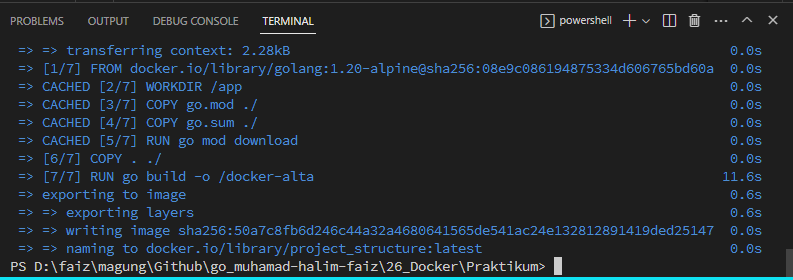 PROBLEMS OUTPUT DEBUG CONSOLE TERMINAL powershell
=> => transferring context: 2.28kB 0.0s
=> [1/7] FROM docker.io/library/golang:1.20-alpine@sha256:08e9c086194875334d606765bd60a 0.0s
=> CACHED [2/7] WORKDIR /app 0.0s
=> CACHED [3/7] COPY go.mod ./ 0.0s
=> CACHED [4/7] COPY go.sum ./ 0.0s
=> CACHED [5/7] RUN go mod download 0.0s
=> [6/7] COPY . ./ 0.0s
=> [7/7] RUN go build -o /docker-alta 11.6s
=> exporting to image 0.6s
=> => exporting layers 0.6s
=> => writing image sha256:50a7c8fb6d246c44a32a4680641565de541ac24e132812891419ded25147 0.0s
=> => naming to docker.io/library/project_structure:latest 0.0s
PS D:\faiz\magung\Github\go_muhamad-halim-faiz\26_Docker\Praktikum>